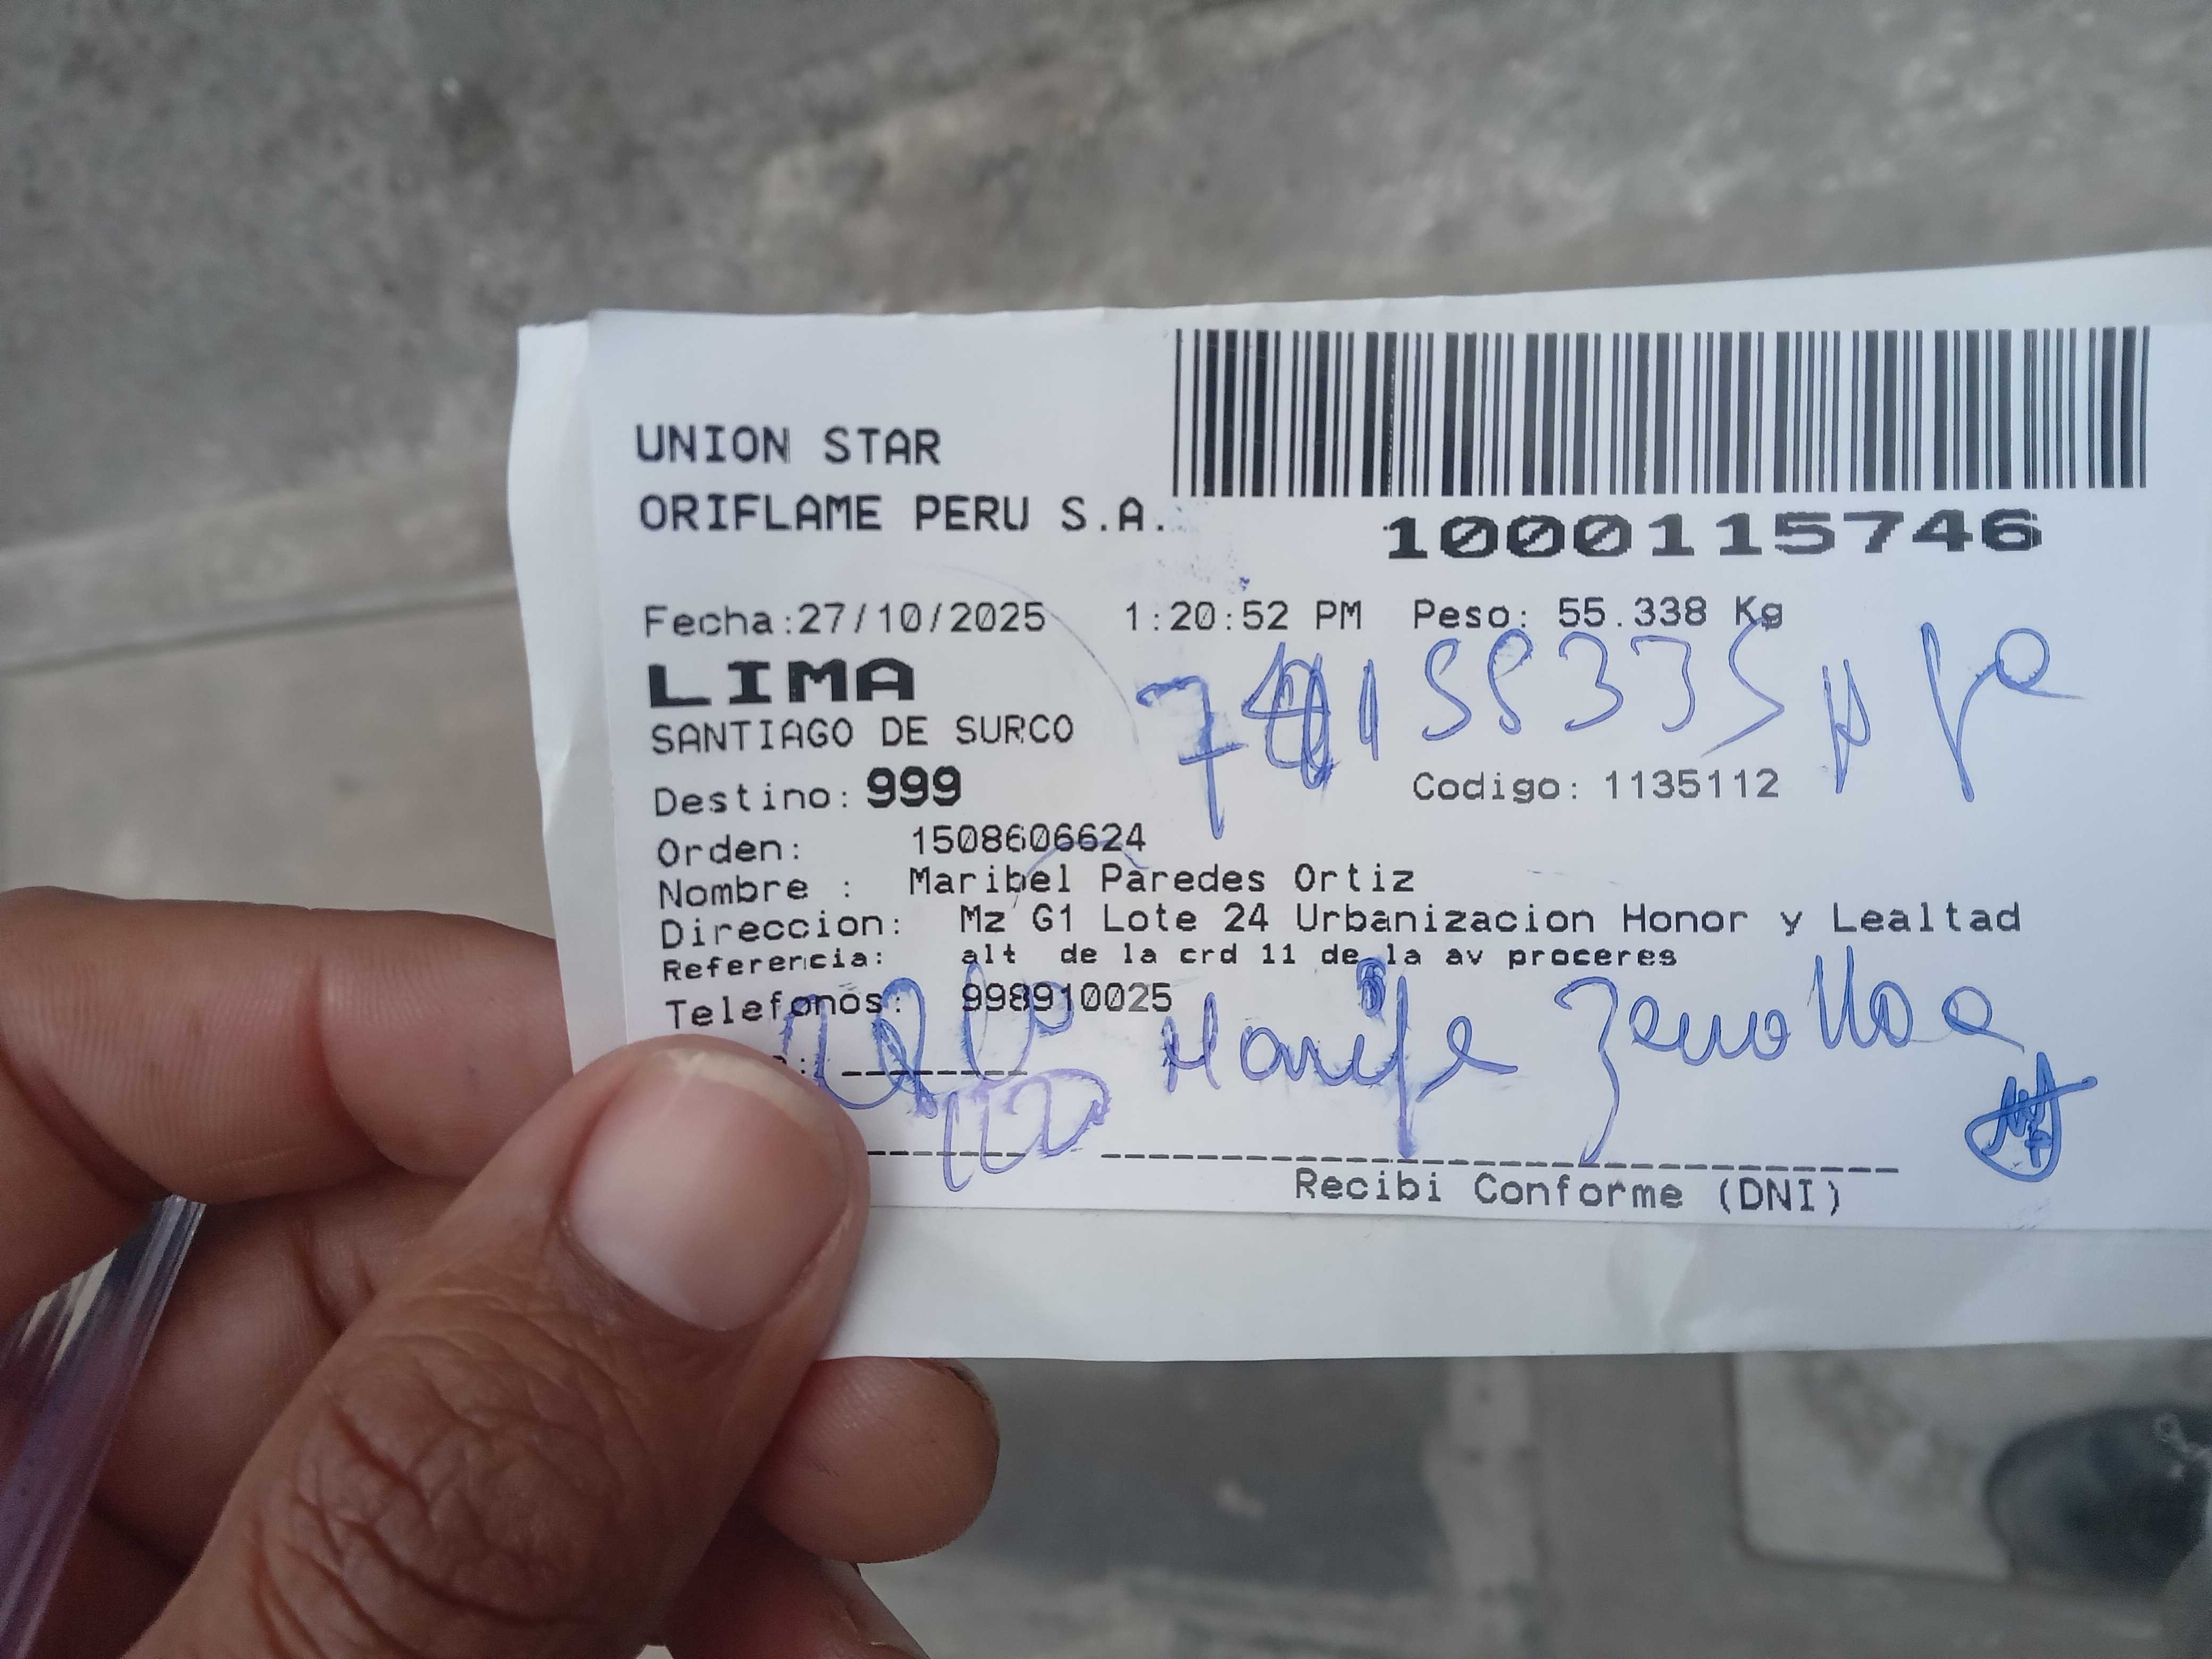 UNION STAR
ORIFLAME PERU S.A.
1000115746
Fecha:27/10/2025 1:20:52 PM Peso: 55.338 Kg
LIMA
SANTIAGO DE SURCO
Destino: 999
Codigo: 1135112
Orden: 1508606624
Nombre : Maribel Paredes Ortiz
Direccion: Mz G1 Lote 24 Urbanizacion Honor y Lealtad
Referencia: alt de la crd 11 de la av proceres
Telefonos: 998910025
Recibi Conforme (DNI)